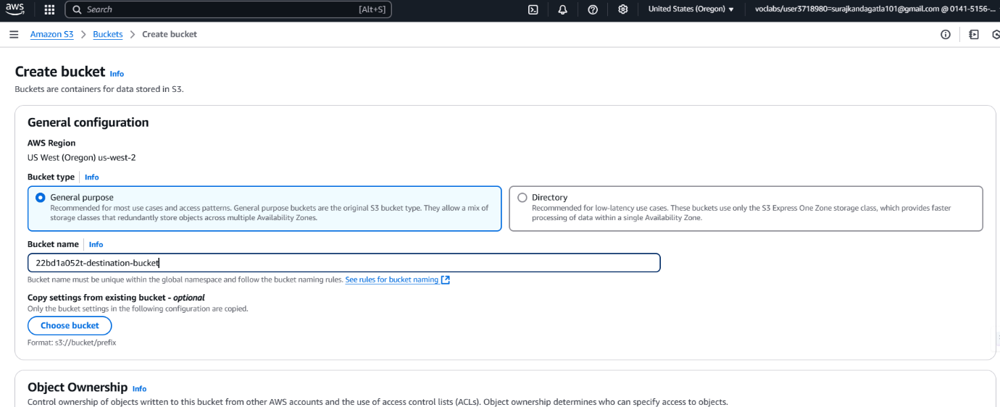 aws
Search [Alt+S] United States (Oregon) voclabs/user3718980=surajkandagatla101@gmail.com @ 0141-5156-...
Amazon S3 > Buckets > Create bucket
Create bucket Info
Buckets are containers for data stored in S3.
General configuration
AWS Region
US West (Oregon) us-west-2
Bucket type Info
General purpose
Recommended for most use cases and access patterns. General purpose buckets are the original S3 bucket type. They allow a mix of
storage classes that redundantly store objects across multiple Availability Zones.
Directory
Recommended for low-latency use cases. These buckets use only the S3 Express One Zone storage class, which provides faster
processing of data within a single Availability Zone.
Bucket name Info
22bd1a052t-destination-bucket
Bucket name must be unique within the global namespace and follow the bucket naming rules. See rules for bucket naming
Copy settings from existing bucket - optional
Only the bucket settings in the following configuration are copied.
Choose bucket
Format: s3://bucket/prefix
Object Ownership Info
Control ownership of objects written to this bucket from other AWS accounts and the use of access control lists (ACLs). Object ownership determines who can specify access to objects.